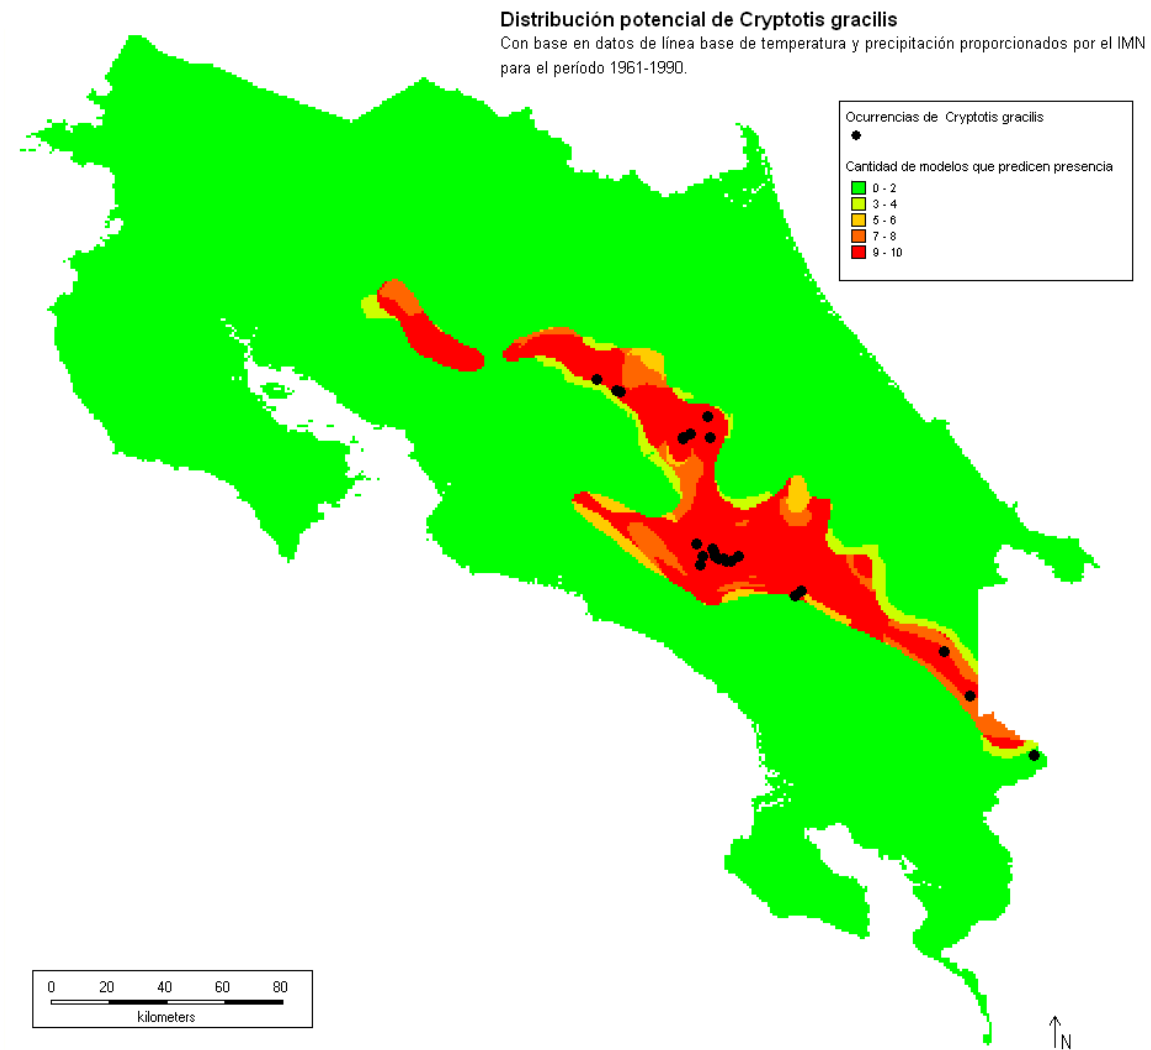 Distribución potencial de Cryptotis gracilis
Con base en datos de línea base de temperatura y precipitación proporcionados por el IMN
para el período 1961-1990.
Ocurrencias de Cryptotis gracilis
Cantidad de modelos que predicen presencia
0 - 2
3 - 4
5 - 6
7 - 8
9 - 10
0 20 40 60 80
kilometers
N